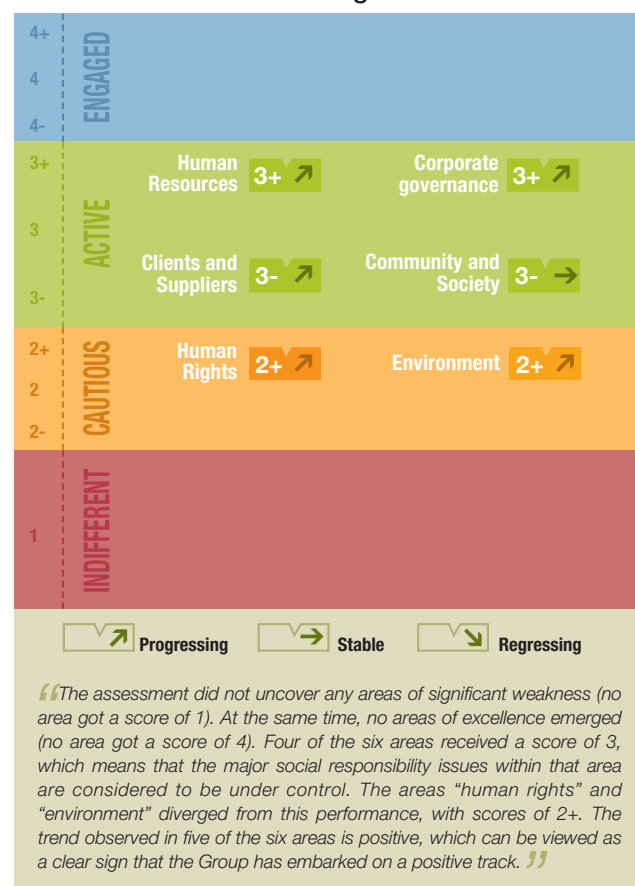 4+
4
4-
ENGAGED
3+
3
3-
ACTIVE
Human
Resources 3+
Corporate
governance 3+
Clients and
Suppliers 3-
Community and
Society 3-
2+
2
2-
CAUTIOUS
Human
Rights 2+
Environment 2+
1
INDIFFERENT
Progressing
Stable
Regressing
“The assessment did not uncover any areas of significant weakness (no
area got a score of 1). At the same time, no areas of excellence emerged
(no area got a score of 4). Four of the six areas received a score of 3,
which means that the major social responsibility issues within that area
are considered to be under control. The areas “human rights” and
“environment” diverged from this performance, with scores of 2+. The
trend observed in five of the six areas is positive, which can be viewed as
a clear sign that the Group has embarked on a positive track. ”